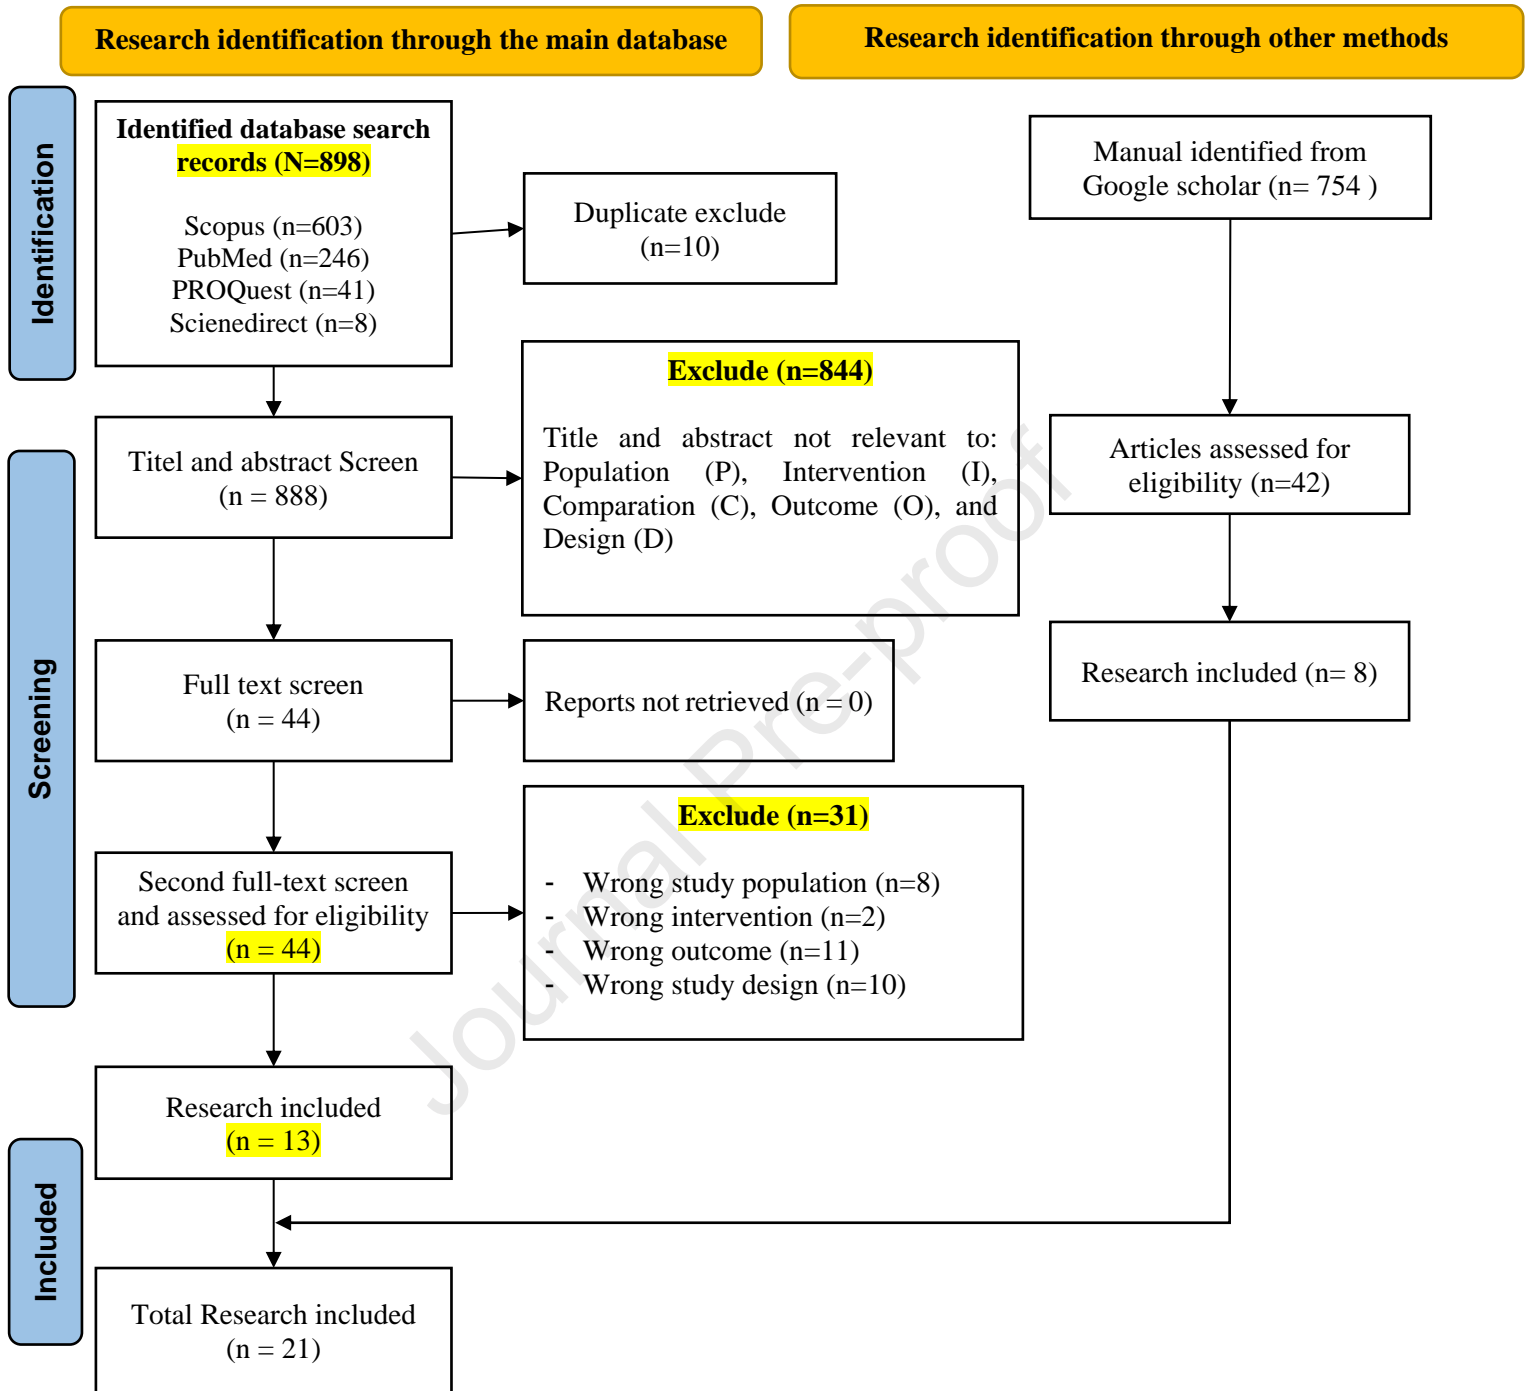 Research identification through the main database
Research identification through other methods
Identification
Identified database search
records (N=898)
Scopus (n=603)
PubMed (n=246)
PROQuest (n=41)
Scienedirect (n=8)
Duplicate exclude
(n=10)
Manual identified from
Google scholar (n= 754 )
Screening
Titel and abstract Screen
(n = 888)
Exclude (n=844)
Title and abstract not relevant to:
Population (P), Intervention (I),
Comparation (C), Outcome (O), and
Design (D)
Articles assessed for
eligibility (n=42)
Full text screen
(n = 44)
Reports not retrieved (n = 0)
Research included (n= 8)
Second full-text screen
and assessed for eligibility
(n = 44)
Exclude (n=31)
- Wrong study population (n=8)
- Wrong intervention (n=2)
- Wrong outcome (n=11)
- Wrong study design (n=10)
Research included
(n = 13)
Included
Total Research included
(n = 21)
Journal Pre-proof